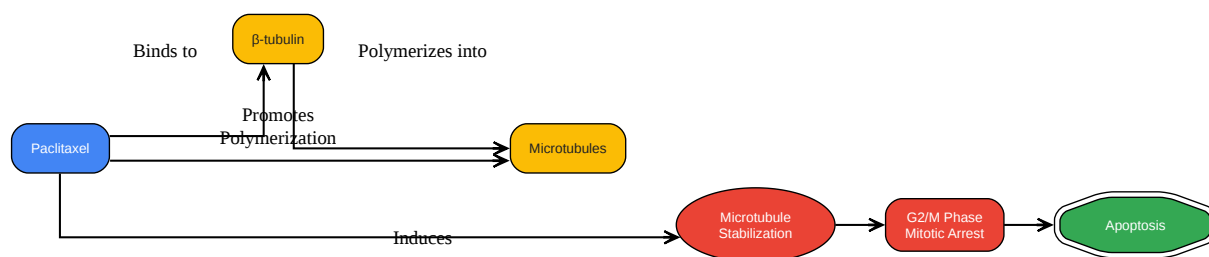 β-tubulin
Binds to
Polymerizes into
Promotes
Polymerization
Paclitaxel
Microtubules
Microtubule
Stabilization
G2/M Phase
Mitotic Arrest
Apoptosis
Induces